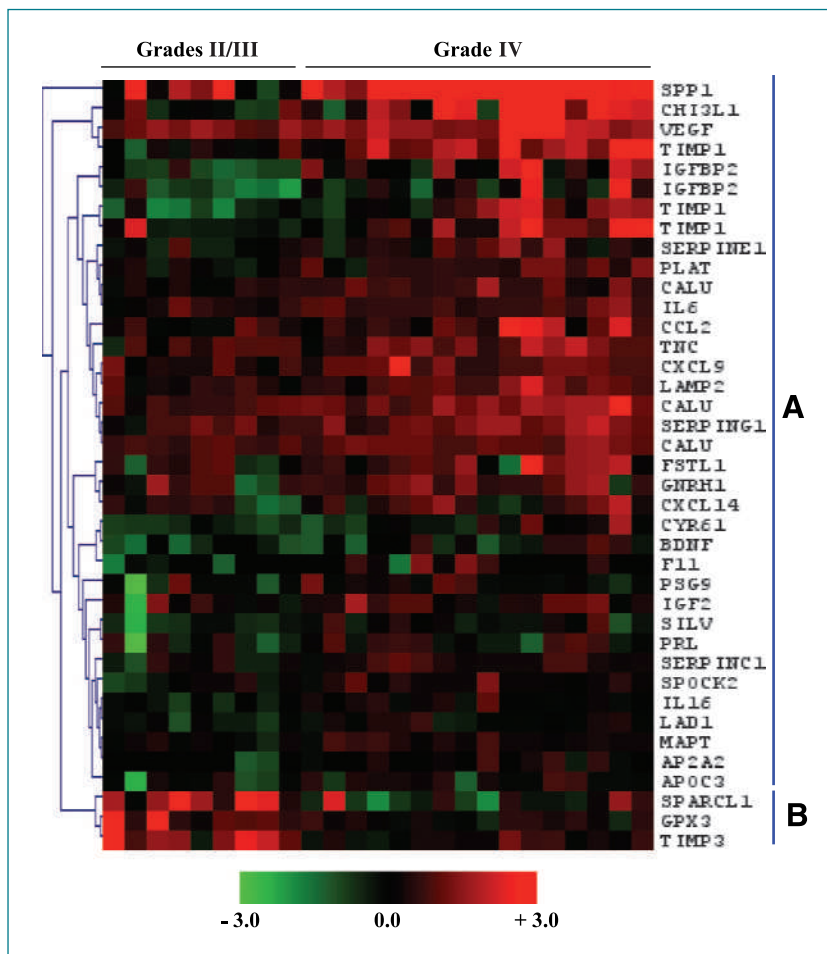 Grades II/III Grade IV
SPP1
CHI3L1
VEGF
TIMP1
IGFBP2
IGFBP2
TIMP1
TIMP1
SERPINE1
PLAT
CALU
IL6
CCL2
TNC
CXCL9
LAMP2
CALU
SERPING1
CALU
FSTL1
GNRH1
CXCL14
CYR61
BDNF
F11
PSG9
IGF2
SILV
PRL
SERPINC1
SPOCK2
IL16
LAD1
MAPT
AP2A2
APOC3
A
SPARCL1
GPX3
TIMP3
B
- 3.0 0.0 + 3.0